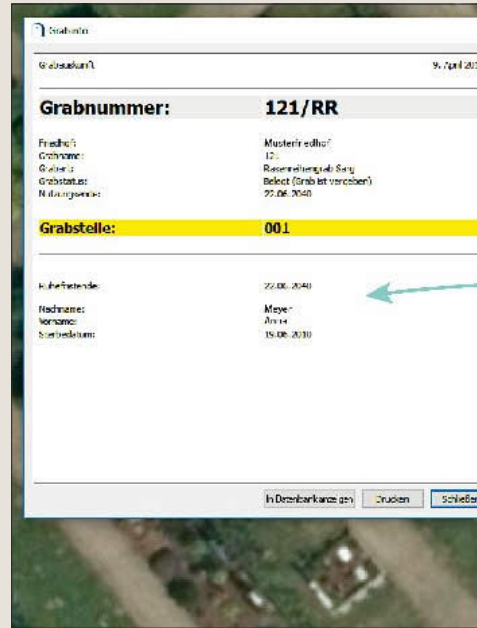 Grabinfo
Grabauskunft 9. April 201
Grabnummer: 121/RR
Friedhof: Musterfriedhof
Grabname: 121
Grabart: Rasenreihengrab Sarg
Grabstatus: Belegt (Grab ist vergeben)
Nutzungsende: 22.06.2040
Grabstelle: 001
Ruhefristende: 22.06.2040
Nachname: Meyer
Vorname: Anna
Sterbedatum: 19.06.2010
In Datenbank anzeigen Drucken Schließen